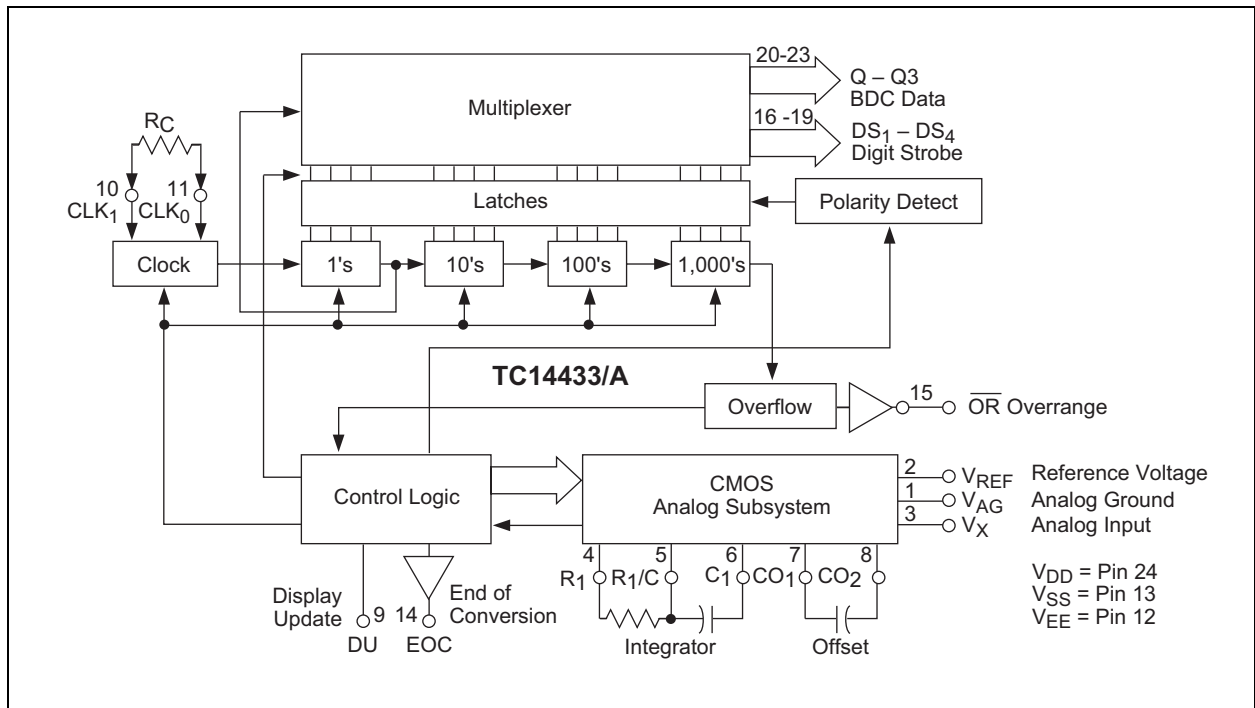 20-23
Q – Q3
BDC Data
Multiplexer
16 -19
DS1 – DS4
Digit Strobe
RC
10
11
CLK1
CLK0
Latches
Polarity Detect
Clock
1's
10's
100's
1,000's
TC14433/A
Overflow
15
OR Overrange
Control Logic
CMOS
Analog Subsystem
2
VREF
Reference Voltage
1
VAG
Analog Ground
3
VX
Analog Input
4
5
6
7
8
R1
R1/C
C1
CO1
CO2
VDD = Pin 24
VSS = Pin 13
VEE = Pin 12
Display
Update
9
DU
14
EOC
End of
Conversion
Integrator
Offset